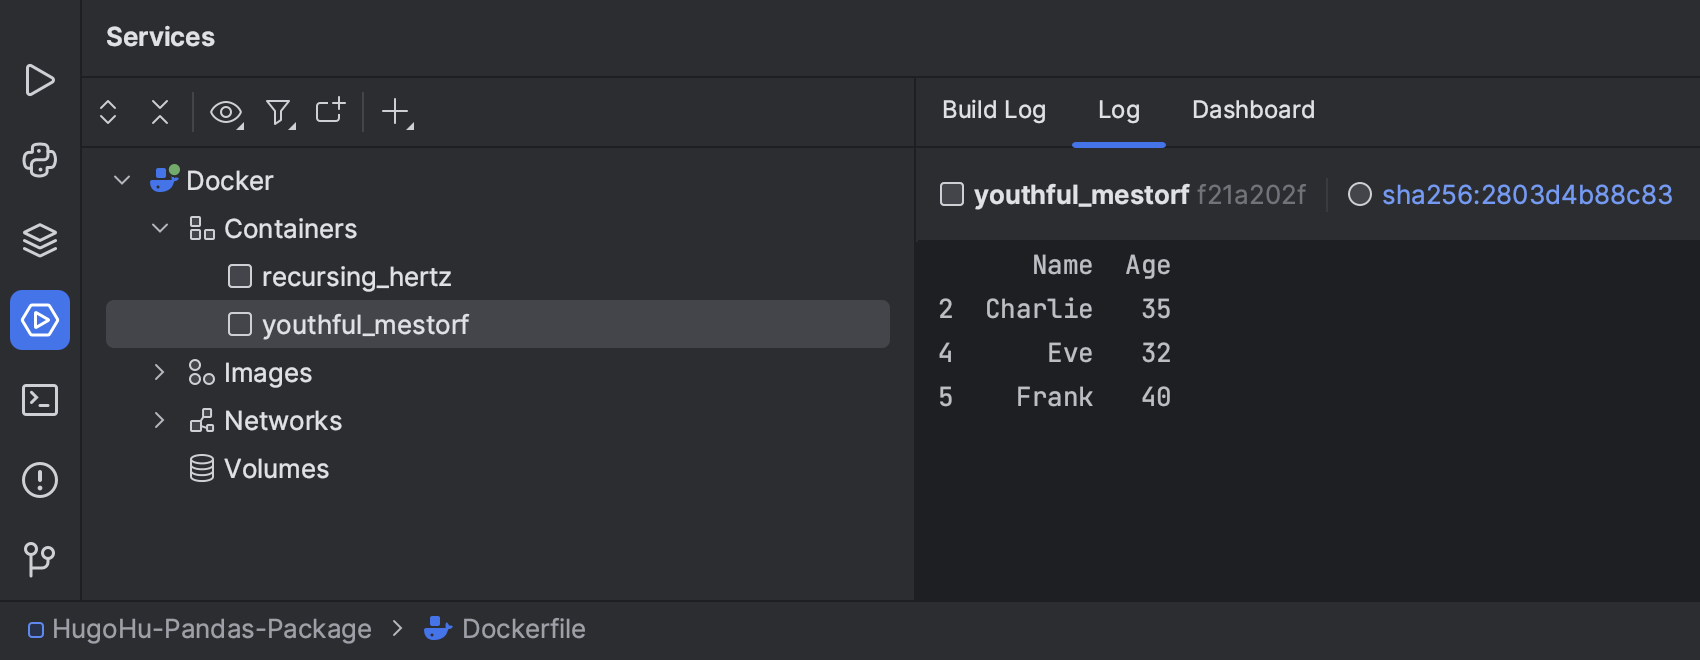 Services
Build Log Log Dashboard
Docker
Containers
recursing_hertz
youthful_mestorf
Images
Networks
Volumes
youthful_mestorf f21a202f sha256:2803d4b88c83
Name Age
2 Charlie 35
4 Eve 32
5 Frank 40
HugoHu-Pandas-Package > Dockerfile